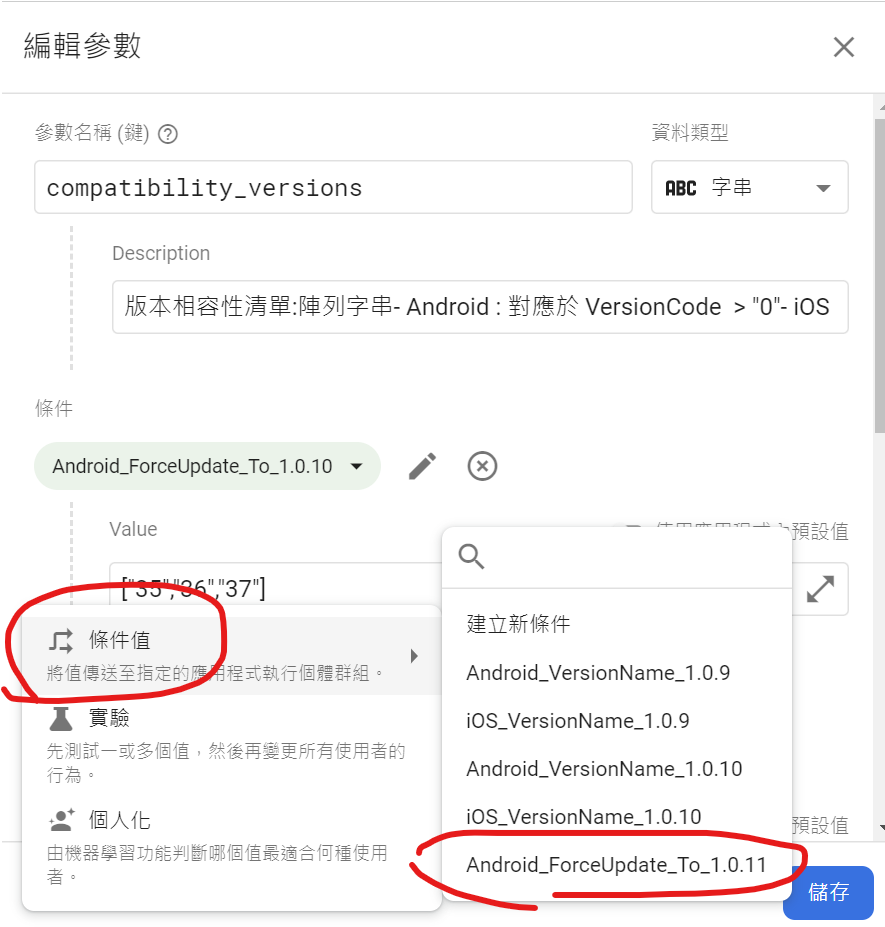 編輯參數
參數名稱 (鍵)
資料類型
compatibility_versions
ABC 字串
Description
版本相容性清單:陣列字串- Android : 對應於 VersionCode > "0"- iOS
條件
Android_ForceUpdate_To_1.0.10
Value
使用應用程式內預設值
["35","36","37"]
條件值
將值傳送至指定的應用程式執行個體群組。
實驗
先測試一或多個值，然後再變更所有使用者的
行為。
個人化
由機器學習功能判斷哪個值最適合何種使用
者。
建立新條件
Android_VersionName_1.0.9
iOS_VersionName_1.0.9
Android_VersionName_1.0.10
iOS_VersionName_1.0.10
Android_ForceUpdate_To_1.0.11
預設值
儲存